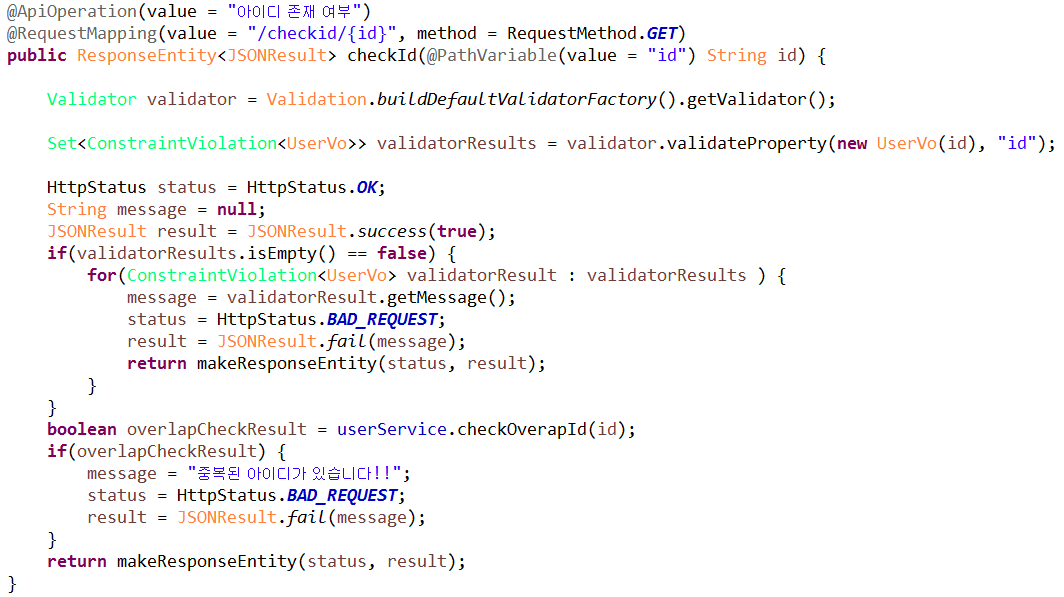 @ApiOperation(value = "아이디 존재 여부")
@RequestMapping(value = "/checkid/{id}", method = RequestMethod.GET)
public ResponseEntity<JSONResult> checkId(@PathVariable(value = "id") String id) {
Validator validator = Validation.buildDefaultValidatorFactory().getValidator();
Set<ConstraintViolation<UserVo>> validatorResults = validator.validateProperty(new UserVo(id), "id");
HttpStatus status = HttpStatus.OK;
String message = null;
JSONResult result = JSONResult.success(true);
if(validatorResults.isEmpty() == false) {
for(ConstraintViolation<UserVo> validatorResult : validatorResults ) {
message = validatorResult.getMessage();
status = HttpStatus.BAD_REQUEST;
result = JSONResult.fail(message);
return makeResponseEntity(status, result);
}
}
boolean overlapCheckResult = userService.checkOverapId(id);
if(overlapCheckResult) {
message = "중복된 아이디가 있습니다!!";
status = HttpStatus.BAD_REQUEST;
result = JSONResult.fail(message);
}
return makeResponseEntity(status, result);
}